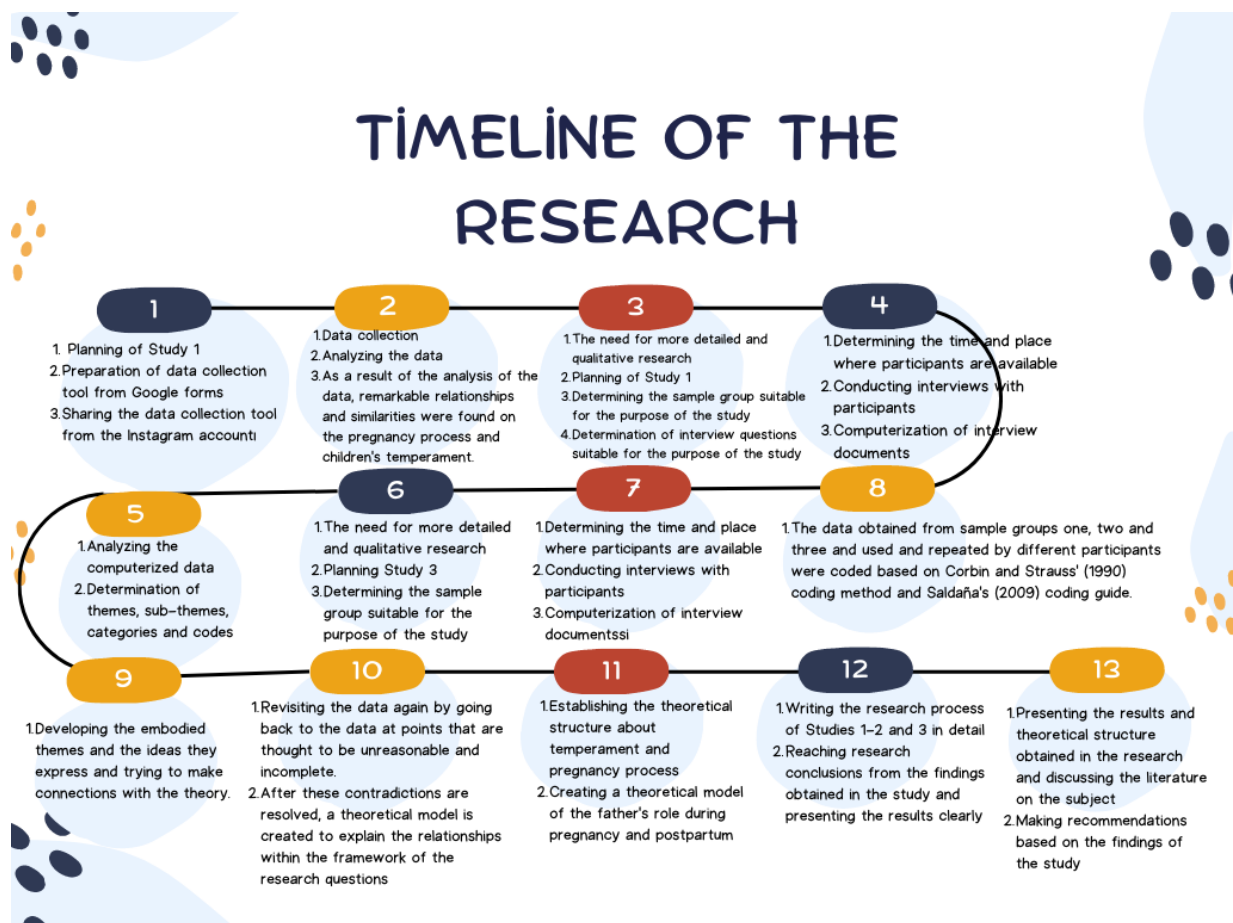 TİMELİNE OF THE
RESEARCH
1
1. Planning of Study 1
2.Preparation of data collection
tool from Google forms
3.Sharing the data collection tool
from the Instagram accountı
2
1.Data collection
2.Analyzing the data
3.As a result of the analysis of the
data, remarkable relationships
and similarities were found on
the pregnancy process and
children's temperament.
3
1.The need for more detailed and
qualitative research
2.Planning of Study 1
3.Determining the sample group suitable
for the purpose of the study
4.Determination of interview questions
suitable for the purpose of the study
4
1.Determining the time and place
where participants are available
2.Conducting interviews with
participants
3.Computerization of interview
documents
5
1.Analyzing the
computerized data
2.Determination of
themes, sub-themes,
categories and codes
6
1.The need for more detailed
and qualitative research
2.Planning Study 3
3.Determining the sample
group suitable for the
purpose of the study
7
1.Determining the time and place
where participants are available
2.Conducting interviews with
participants
3.Computerization of interview
documentssi
8
1.The data obtained from sample groups one, two and
three and used and repeated by different participants
were coded based on Corbin and Strauss' (1990)
coding method and Saldaña's (2009) coding guide.
9
1.Developing the embodied
themes and the ideas they
express and trying to make
connections with the theory.
10
1.Revisiting the data again by going
back to the data at points that are
thought to be unreasonable and
incomplete.
2.After these contradictions are
resolved, a theoretical model is
created to explain the relationships
within the framework of the
research questions
11
1.Establishing the theoretical
structure about
temperament and
pregnancy process
2.Creating a theoretical model
of the father's role during
pregnancy and postpartum
12
1.Writing the research process
of Studies 1-2 and 3 in detail
2.Reaching research
conclusions from the findings
obtained in the study and
presenting the results clearly
13
1.Presenting the results and
theoretical structure
obtained in the research
and discussing the literature
on the subject
2.Making recommendations
based on the findings of
the study